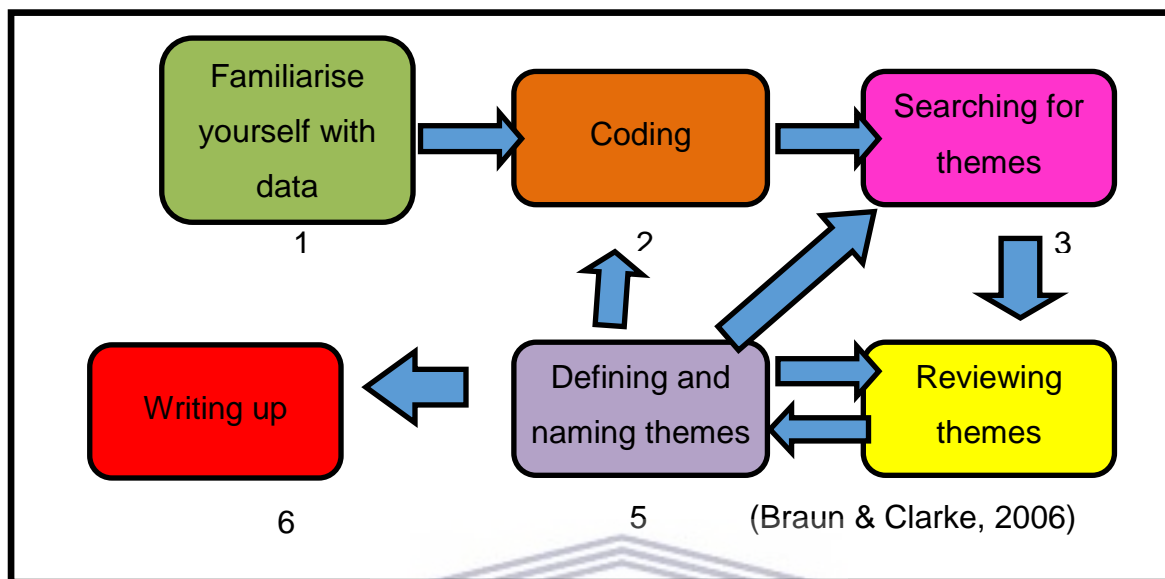 Familiarise
yourself with
data
1
Coding
2
Searching for
themes
3
Reviewing
themes
Defining and
naming themes
5
(Braun & Clarke, 2006)
Writing up
6